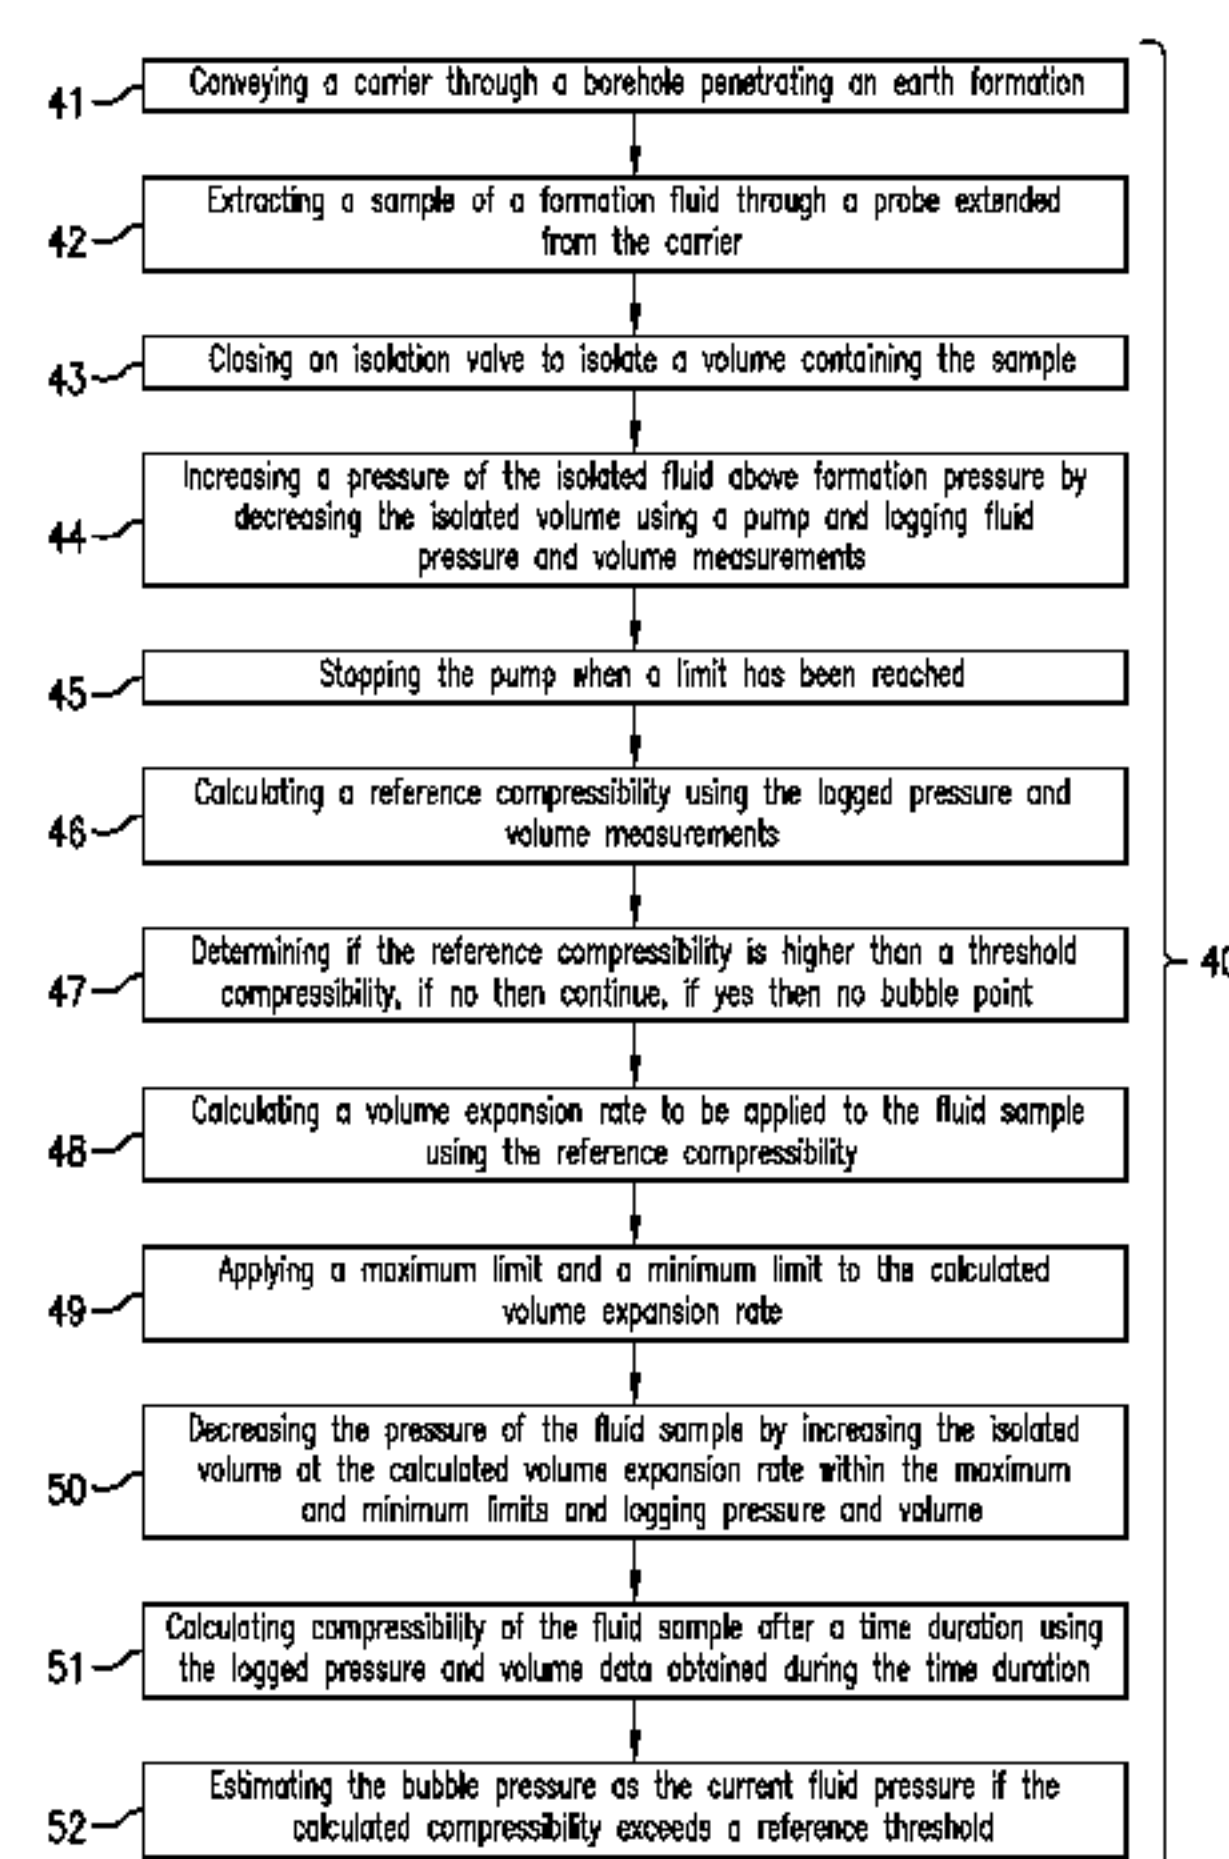 41
Conveying a carrier through a borehole penetrating an earth formation
42
Extracting a sample of a formation fluid through a probe extended
from the carrier
43
Closing an isolation valve to isolate a volume containing the sample
44
Increasing a pressure of the isolated fluid above formation pressure by
decreasing the isolated volume using a pump and logging fluid
pressure and volume measurements
45
Stopping the pump when a limit has been reached
46
Calculating a reference compressibility using the logged pressure and
volume measurements
47
Determining if the reference compressibility is higher than a threshold
compressibility, if no then continue, if yes then no bubble point
40
48
Calculating a volume expansion rate to be applied to the fluid sample
using the reference compressibility
49
Applying a maximum limit and a minimum limit to the calculated
volume expansion rate
50
Decreasing the pressure of the fluid sample by increasing the isolated
volume at the calculated volume expansion rate within the maximum
and minimum limits and logging pressure and volume
51
Calculating compressibility of the fluid sample after a time duration using
the logged pressure and volume data obtained during the time duration
52
Estimating the bubble pressure as the current fluid pressure if the
calculated compressibility exceeds a reference threshold